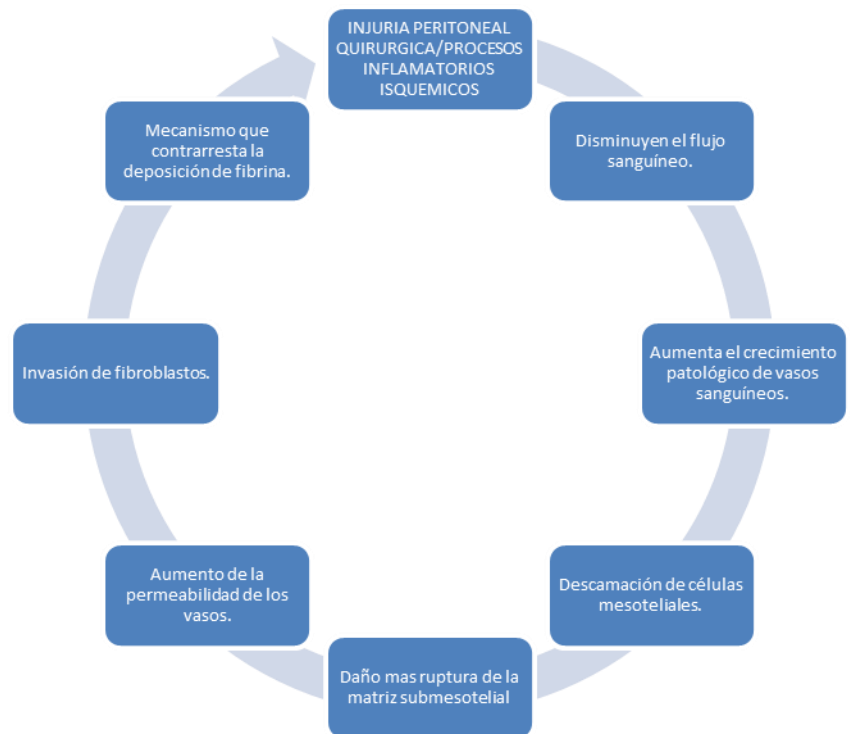 INJURIA PERITONEAL
QUIRURGICA/PROCESOS
INFLAMATORIOS
ISQUEMICOS
Disminuyen el flujo
sanguíneo.
Aumenta el crecimiento
patológico de vasos
sanguíneos.
Descamación de células
mesoteliales.
Daño mas ruptura de la
matriz submesotelial
Aumento de la
permeabilidad de los
vasos.
Invasión de fibroblastos.
Mecanismo que
contrarresta la
deposición de fibrina.